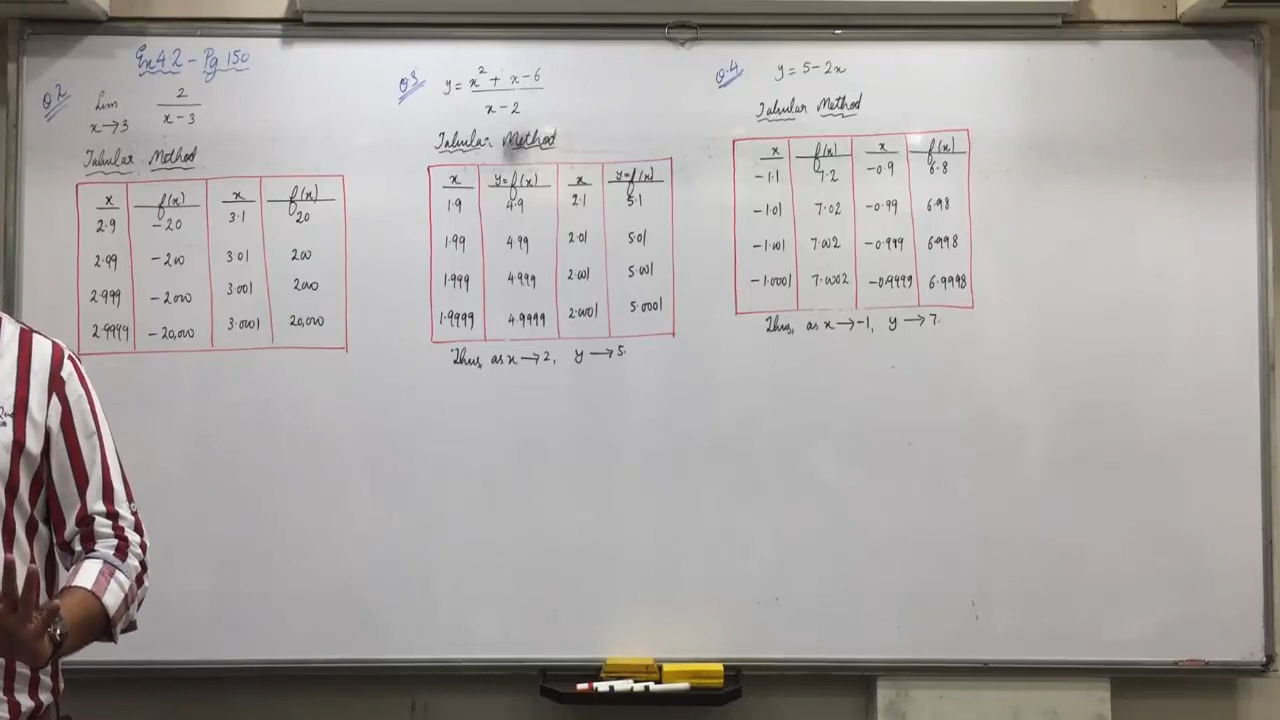 Ex 4.2 - Pg 150
Q2
Lim x→3 2/(x-3)
Tabular Method
x f(x) x f(x)
2.9 -20 3.1 20
2.99 -200 3.01 200
2.999 -2000 3.001 2000
2.9999 -20,000 3.0001 20,000
Q3 y = (x² + x - 6)/(x - 2)
Tabular Method
x y=f(x) x y=f(x)
1.9 4.9 2.1 5.1
1.99 4.99 2.01 5.01
1.999 4.999 2.001 5.001
1.9999 4.9999 2.0001 5.0001
Thus, as x→2, y→5.
Q.4 y = 5-2x
Tabular Method
x f(x) x f(x)
-1.1 7.2 -0.9 6.8
-1.01 7.02 -0.99 6.98
-1.001 7.002 -0.999 6.998
-1.0001 7.0002 -0.9999 6.9998
Thus, as x→-1, y→7.